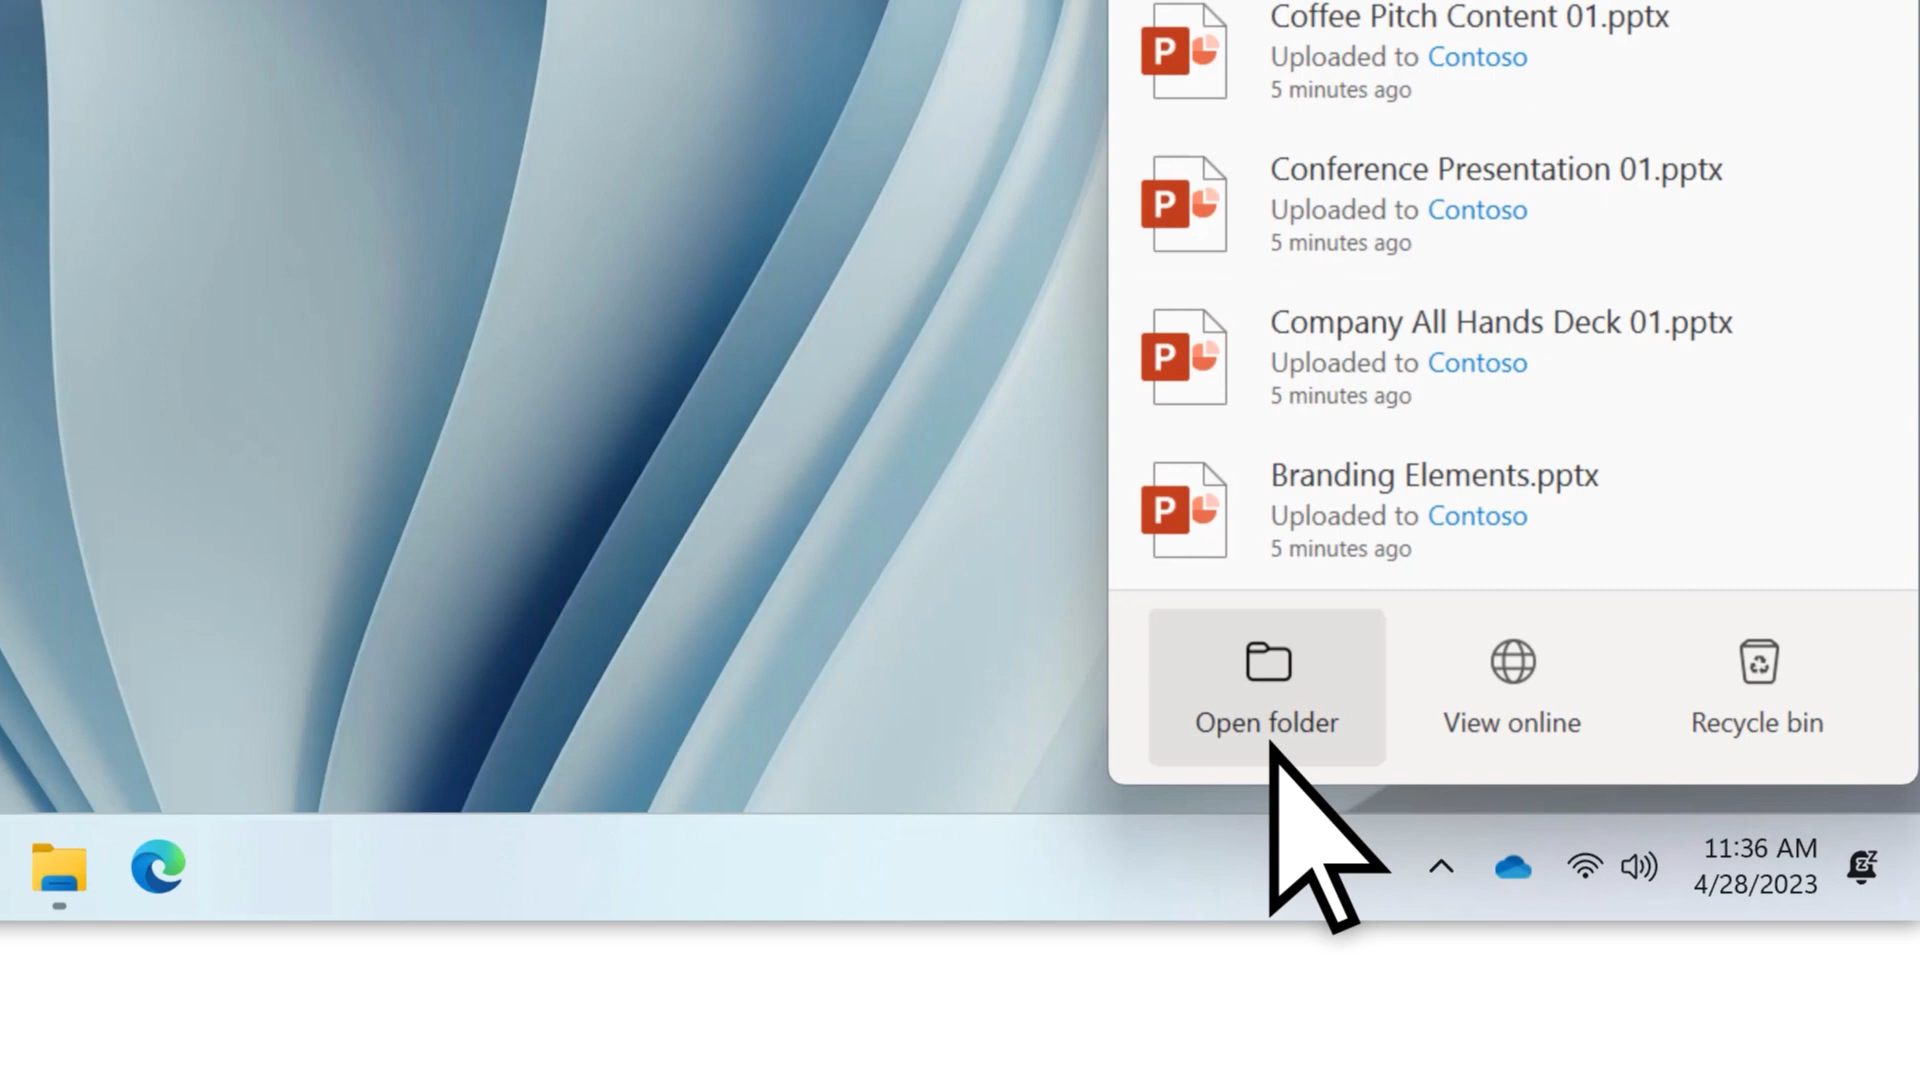 Coffee Pitch Content 01.pptx
Uploaded to Contoso
5 minutes ago
Conference Presentation 01.pptx
Uploaded to Contoso
5 minutes ago
Company All Hands Deck 01.pptx
Uploaded to Contoso
5 minutes ago
Branding Elements.pptx
Uploaded to Contoso
5 minutes ago
Open folder
View online
Recycle bin
11:36 AM
4/28/2023